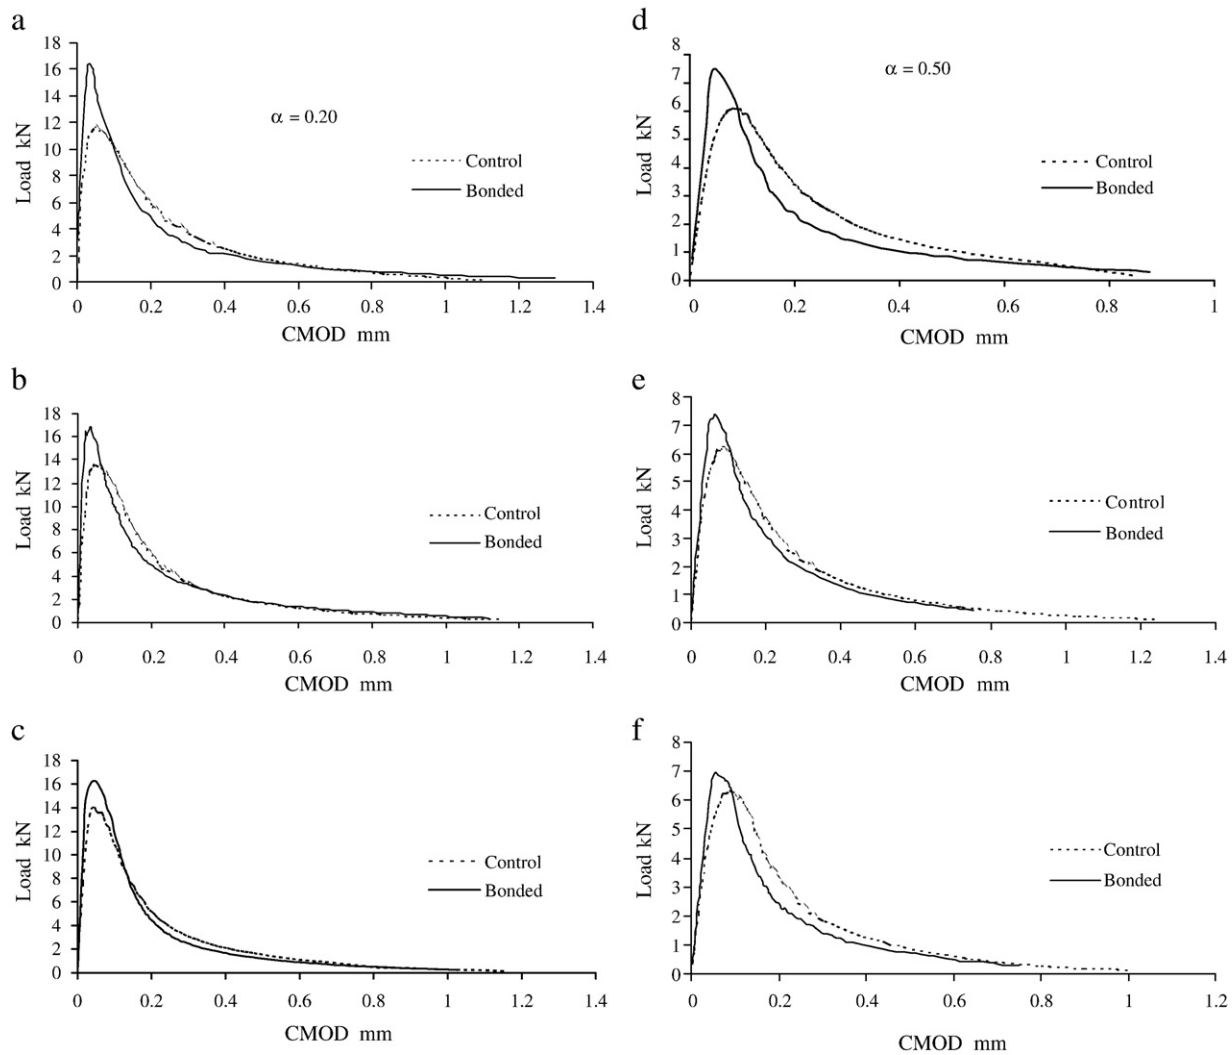 a
18
16
14
12
10
8
6
4
2
0
Load kN
α = 0.20
Control
Bonded
0 0.2 0.4 0.6 0.8 1 1.2 1.4
CMOD mm
d
8
7
6
5
4
3
2
1
0
Load kN
α = 0.50
Control
Bonded
0 0.2 0.4 0.6 0.8 1
CMOD mm
b
18
16
14
12
10
8
6
4
2
0
Load kN
Control
Bonded
0 0.2 0.4 0.6 0.8 1 1.2 1.4
CMOD mm
e
8
7
6
5
4
3
2
1
0
Load kN
Control
Bonded
0 0.2 0.4 0.6 0.8 1 1.2 1.4
CMOD mm
c
18
16
14
12
10
8
6
4
2
0
Load kN
Control
Bonded
0 0.2 0.4 0.6 0.8 1 1.2 1.4
CMOD mm
f
8
7
6
5
4
3
2
1
0
Load kN
Control
Bonded
0 0.2 0.4 0.6 0.8 1 1.2
CMOD mm